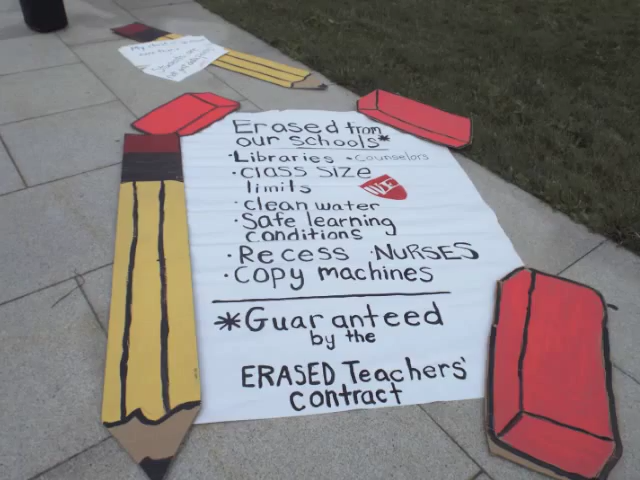 Erased from
our schools*
·Libraries ·Counselors
·Class Size
limits
·clean water
·Safe learning
conditions
·Recess ·NURSES
·Copy machines
*Guaranteed
by the
ERASED Teachers'
contract